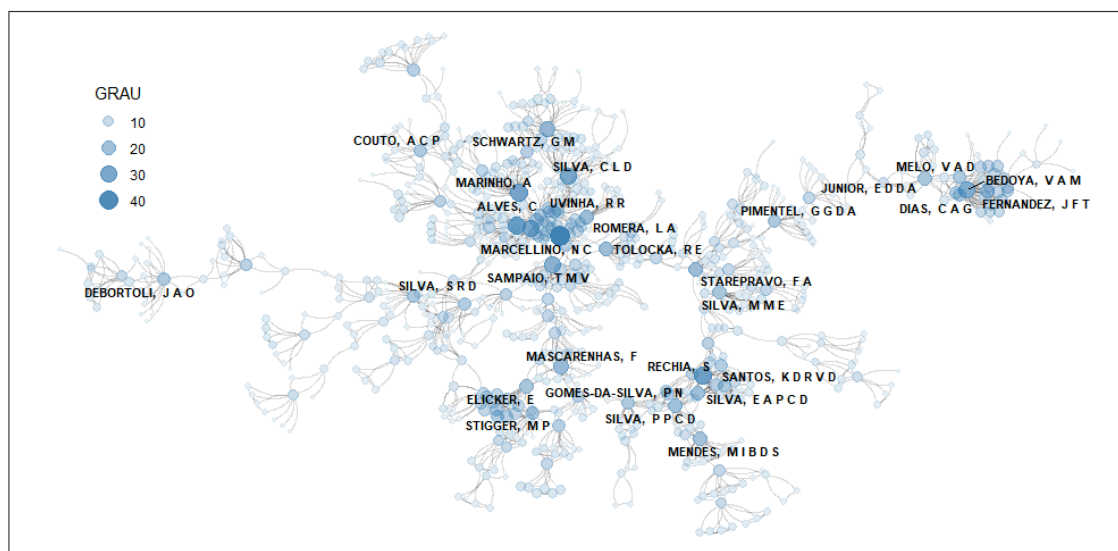 GRAU
10
20
30
40
COUTO, A C P
SCHWARTZ, G M
SILVA, C L D
MARINHO, A
ALVES, C
UVINHA, R R
ROMERA, L A
MARCELLINO, N C
TOLOCKA, R E
SAMPAIO, T M V
SILVA, S R D
DEBORTOLI, J A O
MELO, V A D
BEDOYA, V A M
JUNIOR, E D D A
DIAS, C A G
FERNANDEZ, J F T
PIMENTEL, G G D A
STAREPRAVO, F A
SILVA, M M E
MASCARENHAS, F
RECHIA, S
SANTOS, K D R V D
ELICKER, E
GOMES-DA-SILVA, P N
SILVA, E A P C D
STIGGER, M P
SILVA, P P C D
MENDES, M I B D S